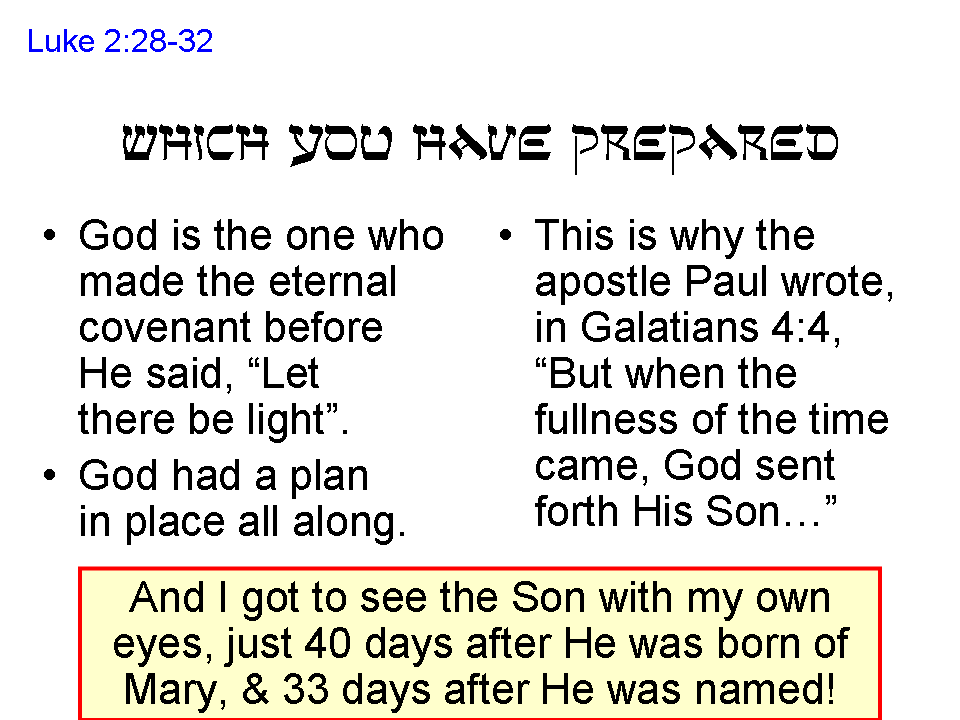 Luke 2:28-32
WHICH YOU HAVE PREPARED
• God is the one who
made the eternal
covenant before
He said, “Let
there be light”.
• God had a plan
in place all along.
• This is why the
apostle Paul wrote,
in Galatians 4:4,
“But when the
fullness of the time
came, God sent
forth His Son…”
And I got to see the Son with my own
eyes, just 40 days after He was born of
Mary, & 33 days after He was named!